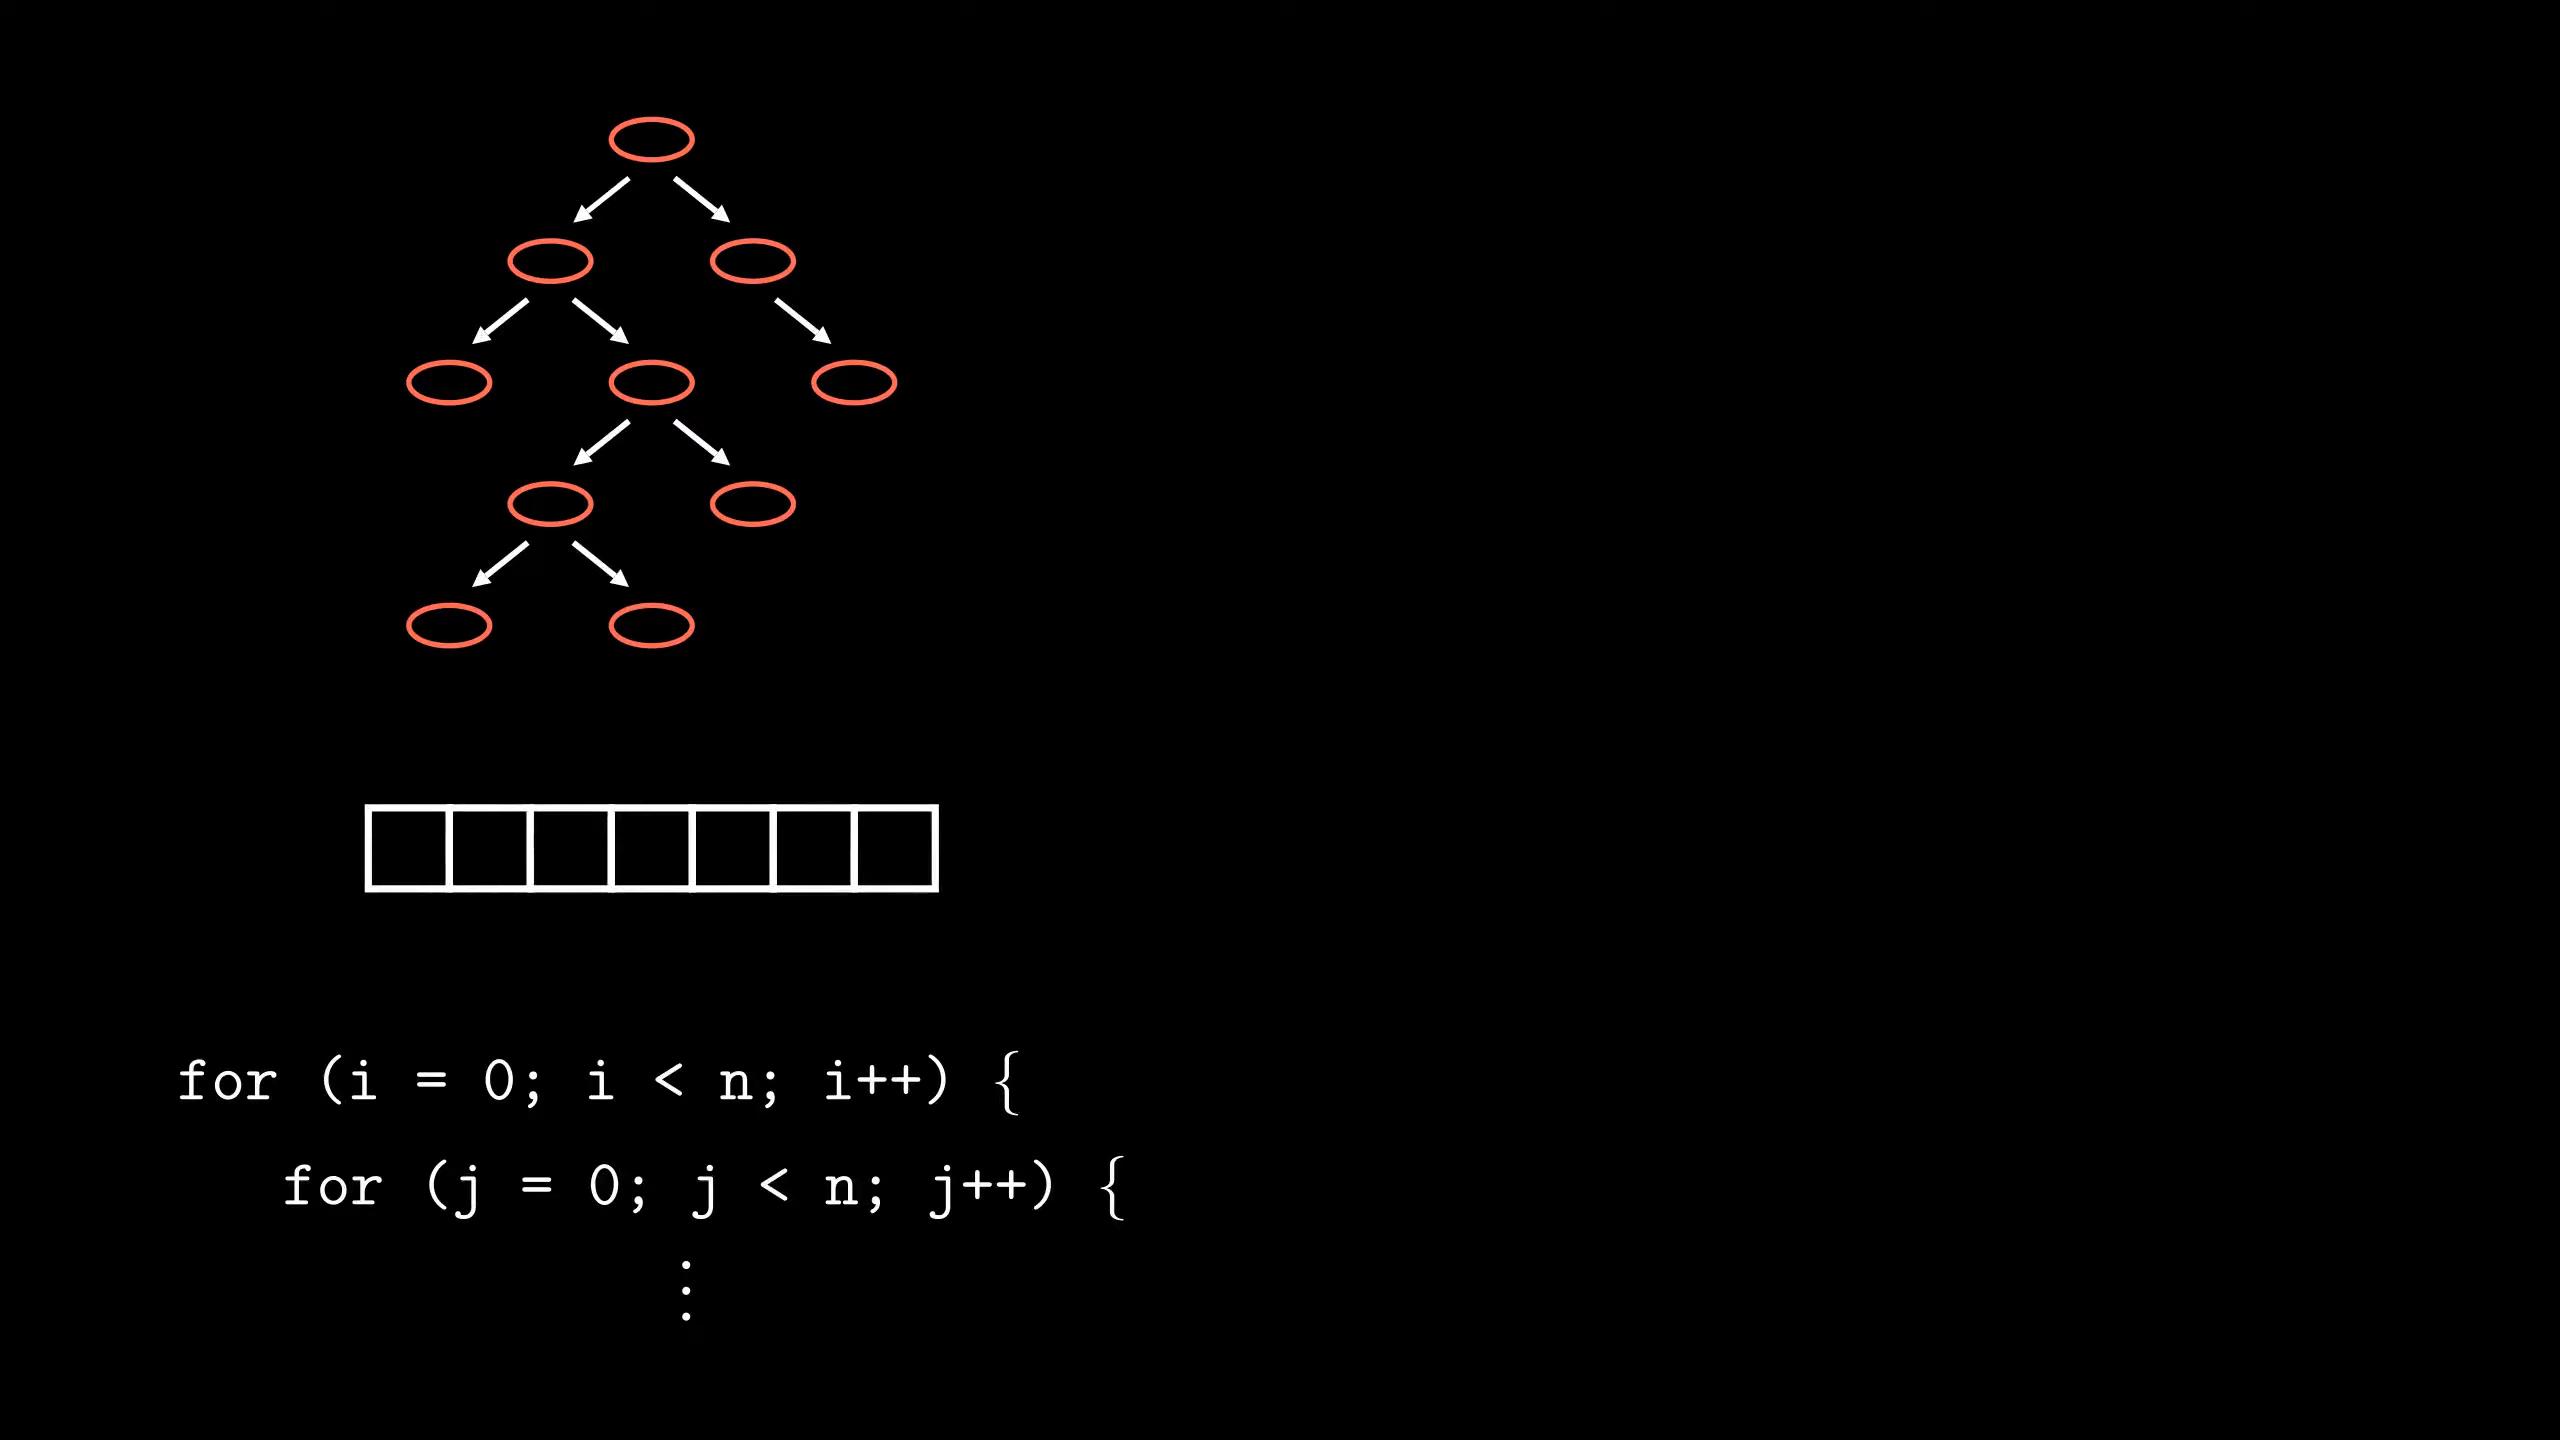 for (i = 0; i < n; i++) {
for (j = 0; j < n; j++) {
⋮